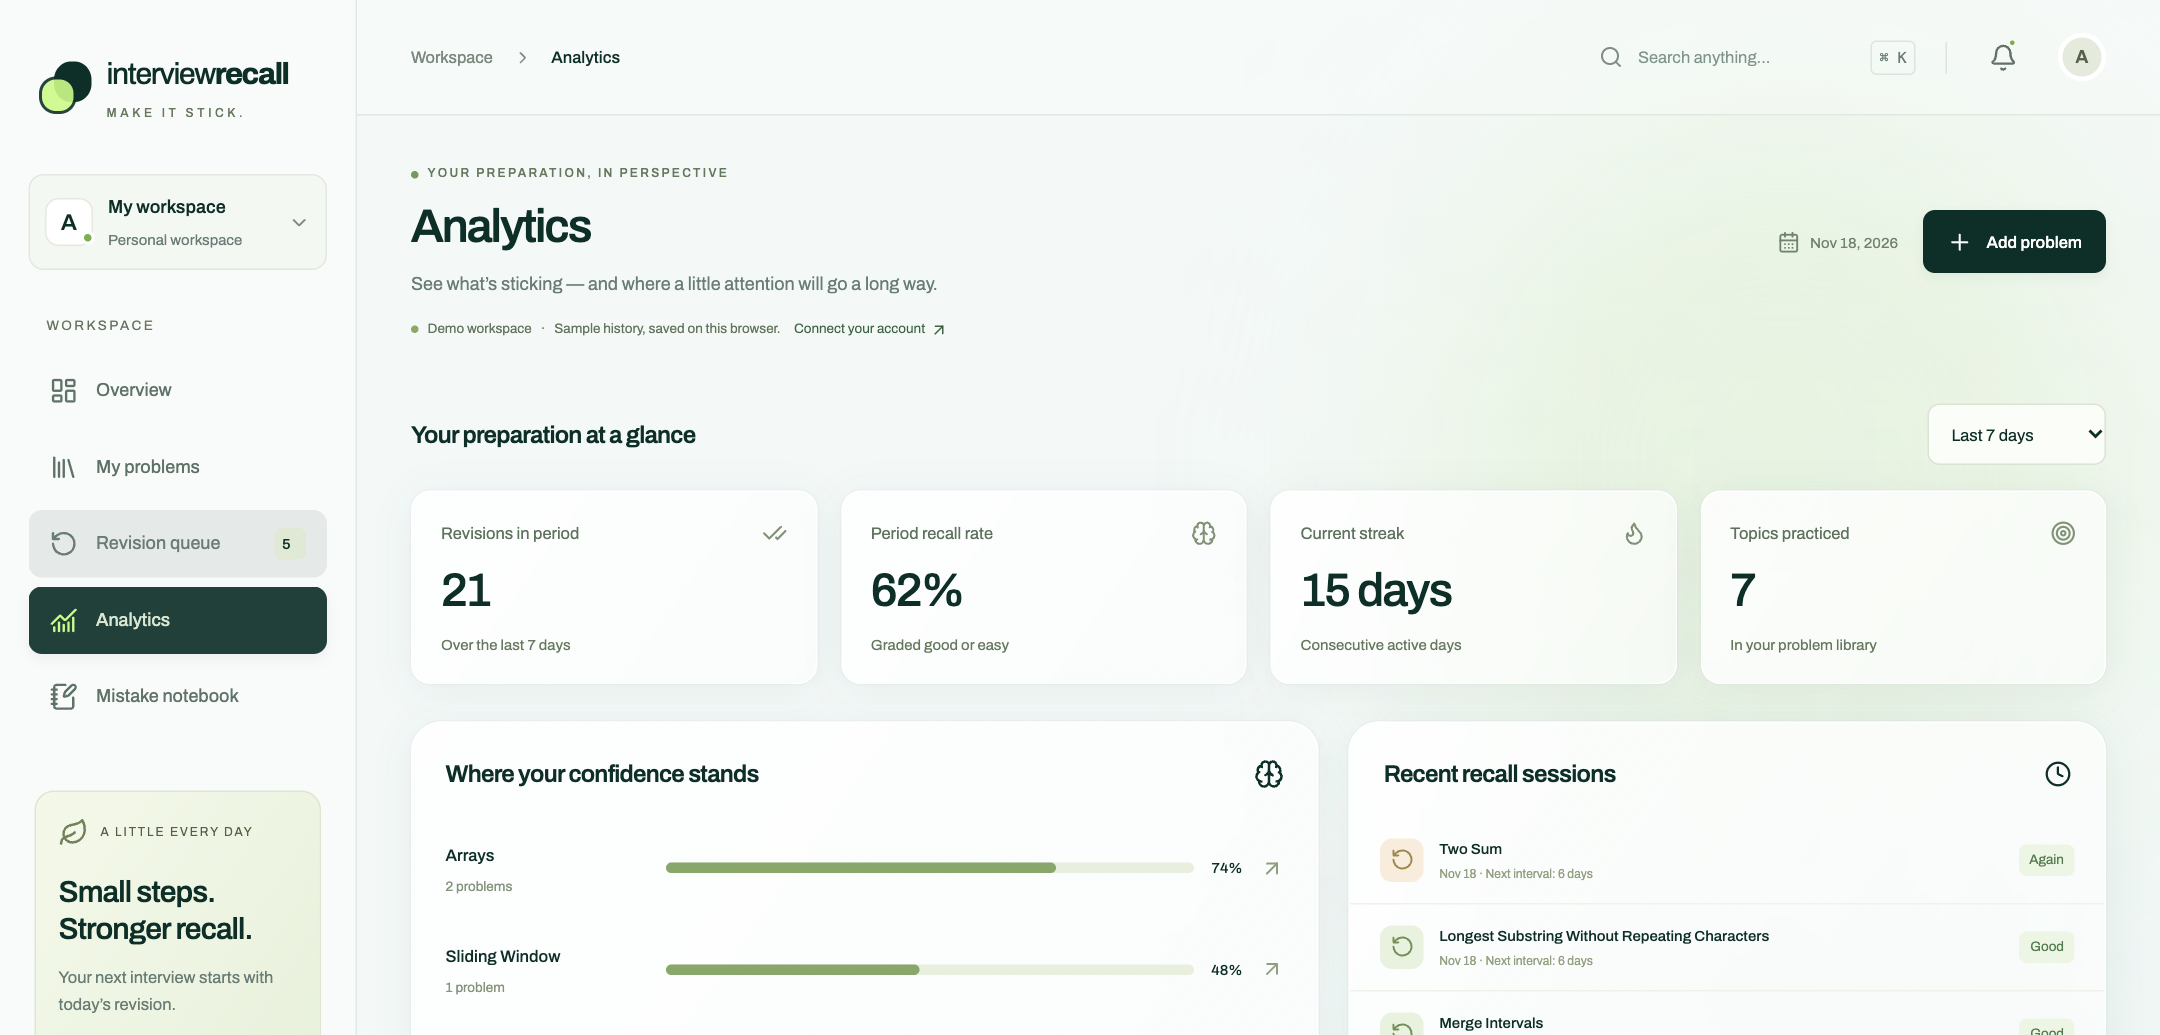 interviewrecall
MAKE IT STICK.
A
My workspace
Personal workspace
WORKSPACE
Overview
My problems
Revision queue 5
Analytics
Mistake notebook
A LITTLE EVERY DAY
Small steps.
Stronger recall.
Your next interview starts with
today’s revision.
Workspace Analytics
Search anything...
⌘ K
A
YOUR PREPARATION, IN PERSPECTIVE
Analytics
See what’s sticking — and where a little attention will go a long way.
Demo workspace · Sample history, saved on this browser. Connect your account
Nov 18, 2026
Add problem
Your preparation at a glance
Last 7 days
Revisions in period
21
Over the last 7 days
Period recall rate
62%
Graded good or easy
Current streak
15 days
Consecutive active days
Topics practiced
7
In your problem library
Where your confidence stands
Arrays
2 problems
74%
Sliding Window
1 problem
48%
Recent recall sessions
Two Sum
Nov 18 · Next interval: 6 days
Again
Longest Substring Without Repeating Characters
Nov 18 · Next interval: 6 days
Good
Merge Intervals
Good